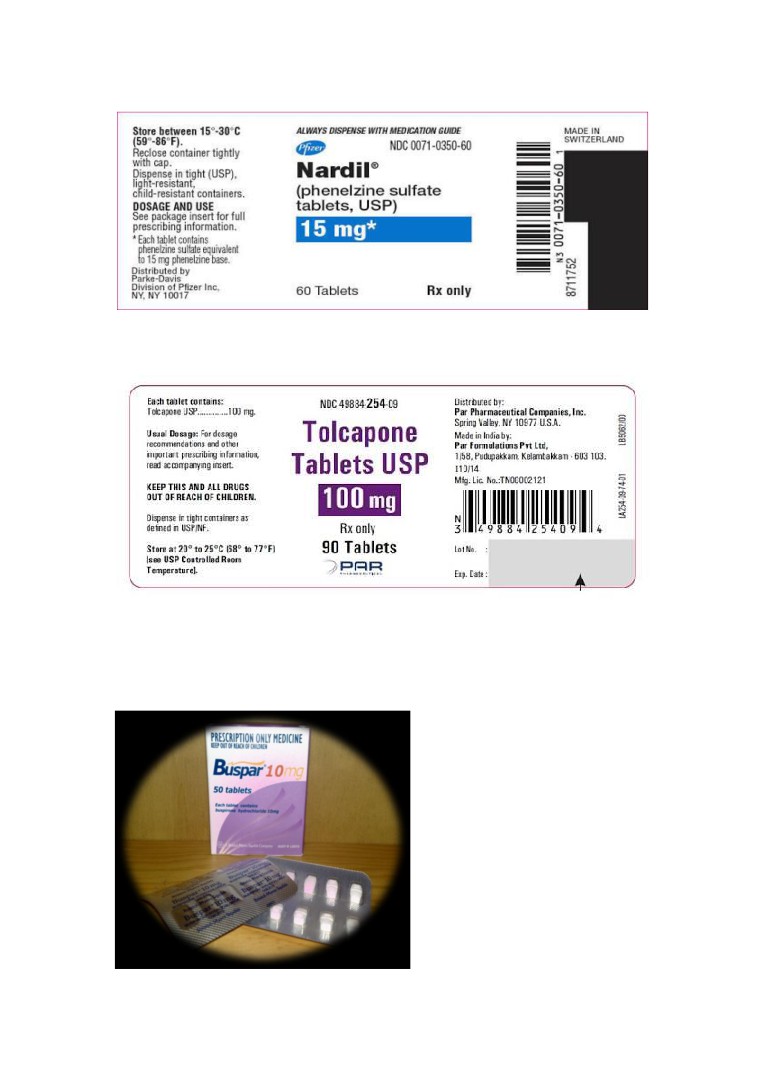 Store between 15°-30°C
(59°-86°F).
Reclose container tightly
with cap.
Dispense in tight (USP),
light-resistant,
child-resistant containers.
DOSAGE AND USE
See package insert for full
prescribing information.
* Each tablet contains
phenelzine sulfate equivalent
to 15 mg phenelzine base.
Distributed by
Parke-Davis
Division of Pfizer Inc,
NY, NY 10017
ALWAYS DISPENSE WITH MEDICATION GUIDE
Pfizer
NDC 0071-0350-60
Nardil®
(phenelzine sulfate
tablets, USP)
15 mg*
60 Tablets
Rx only
MADE IN
SWITZERLAND
N3 0071-0350-60 1
8711752
Each tablet contains:
Tolcapone USP..............100 mg.
Usual Dosage: For dosage
recommendations and other
important prescribing information,
read accompanying insert.
KEEP THIS AND ALL DRUGS
OUT OF REACH OF CHILDREN.
Dispense in tight containers as
defined in USP/NF.
Store at 20° to 25°C (68° to 77°F)
[see USP Controlled Room
Temperature].
NDC 49884-254-09
Tolcapone
Tablets USP
100 mg
Rx only
90 Tablets
PAR
PHARMACEUTICAL
Distributed by:
Par Pharmaceutical Companies, Inc.
Spring Valley, NY 10977 U.S.A.
Made in India by:
Par Formulations Pvt Ltd,
1/58, Pudupakkam, Kelambakkam - 603 103.
I10/14
Mfg. Lic. No.:TN00002121
N
3 49884 25409 4
Lot No. :
Exp. Date :
LA254-09-74-01
PRESCRIPTION ONLY MEDICINE
KEEP OUT OF REACH OF CHILDREN
Buspar® 10mg
50 tablets
Each tablet contains
buspirone hydrochloride 10mg